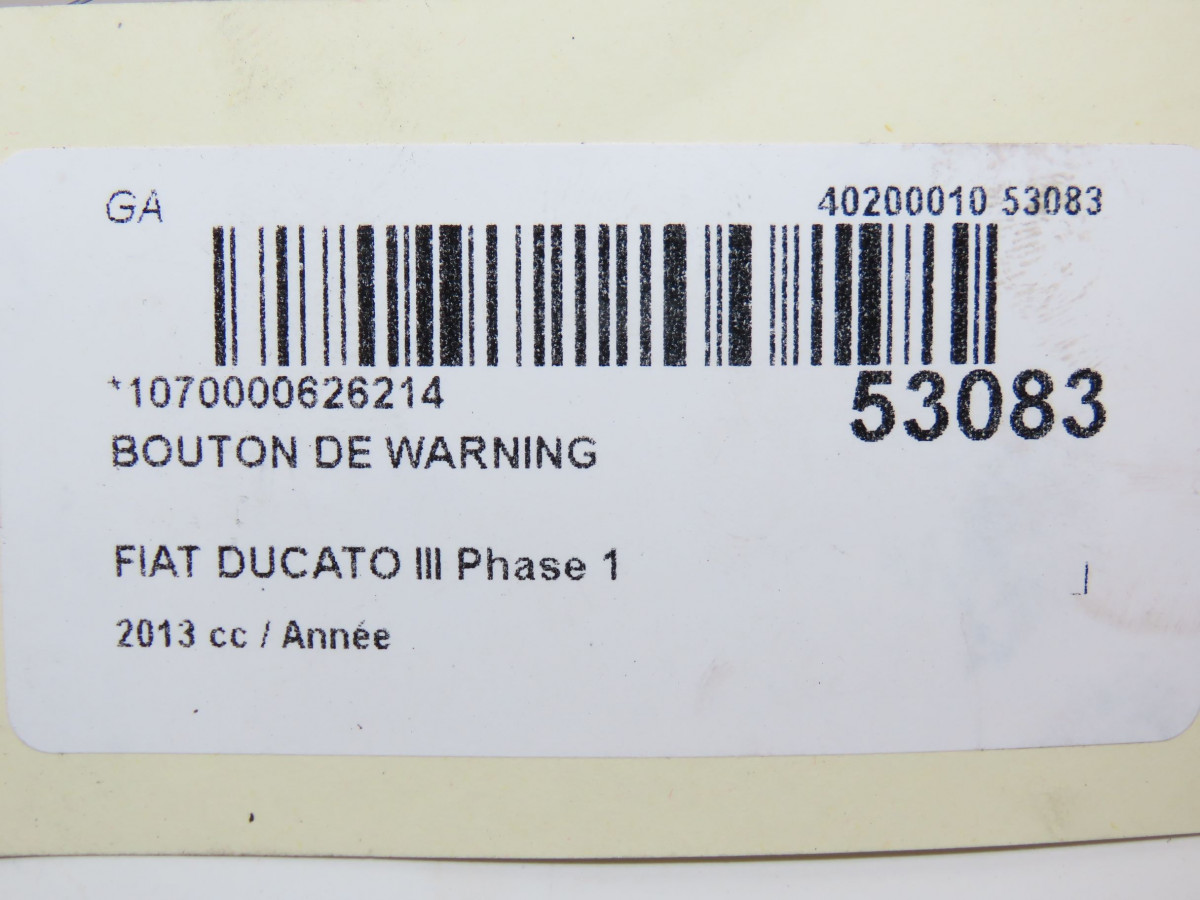 GA
40200010 53083
*1070000626214
53083
BOUTON DE WARNING
FIAT DUCATO III Phase 1
2013 cc / Année